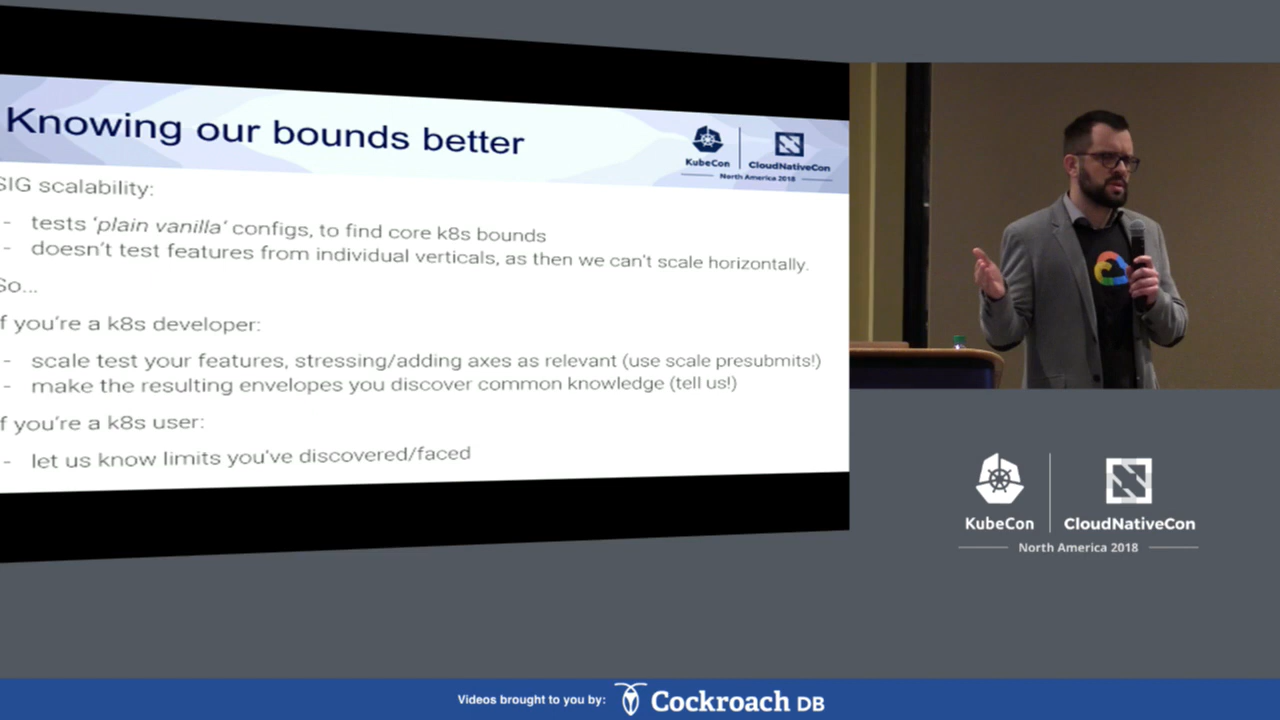 Knowing our bounds better
KubeCon
CloudNativeCon
North America 2018
SIG scalability:
- tests ‘plain vanilla’ configs, to find core k8s bounds
- doesn’t test features from individual verticals, as then we can’t scale horizontally.
So...
f you’re a k8s developer:
- scale test your features, stressing/adding axes as relevant (use scale presubmits!)
- make the resulting envelopes you discover common knowledge (tell us!)
f you’re a k8s user:
- let us know limits you’ve discovered/faced
KubeCon
CloudNativeCon
North America 2018
Videos brought to you by: Cockroach DB